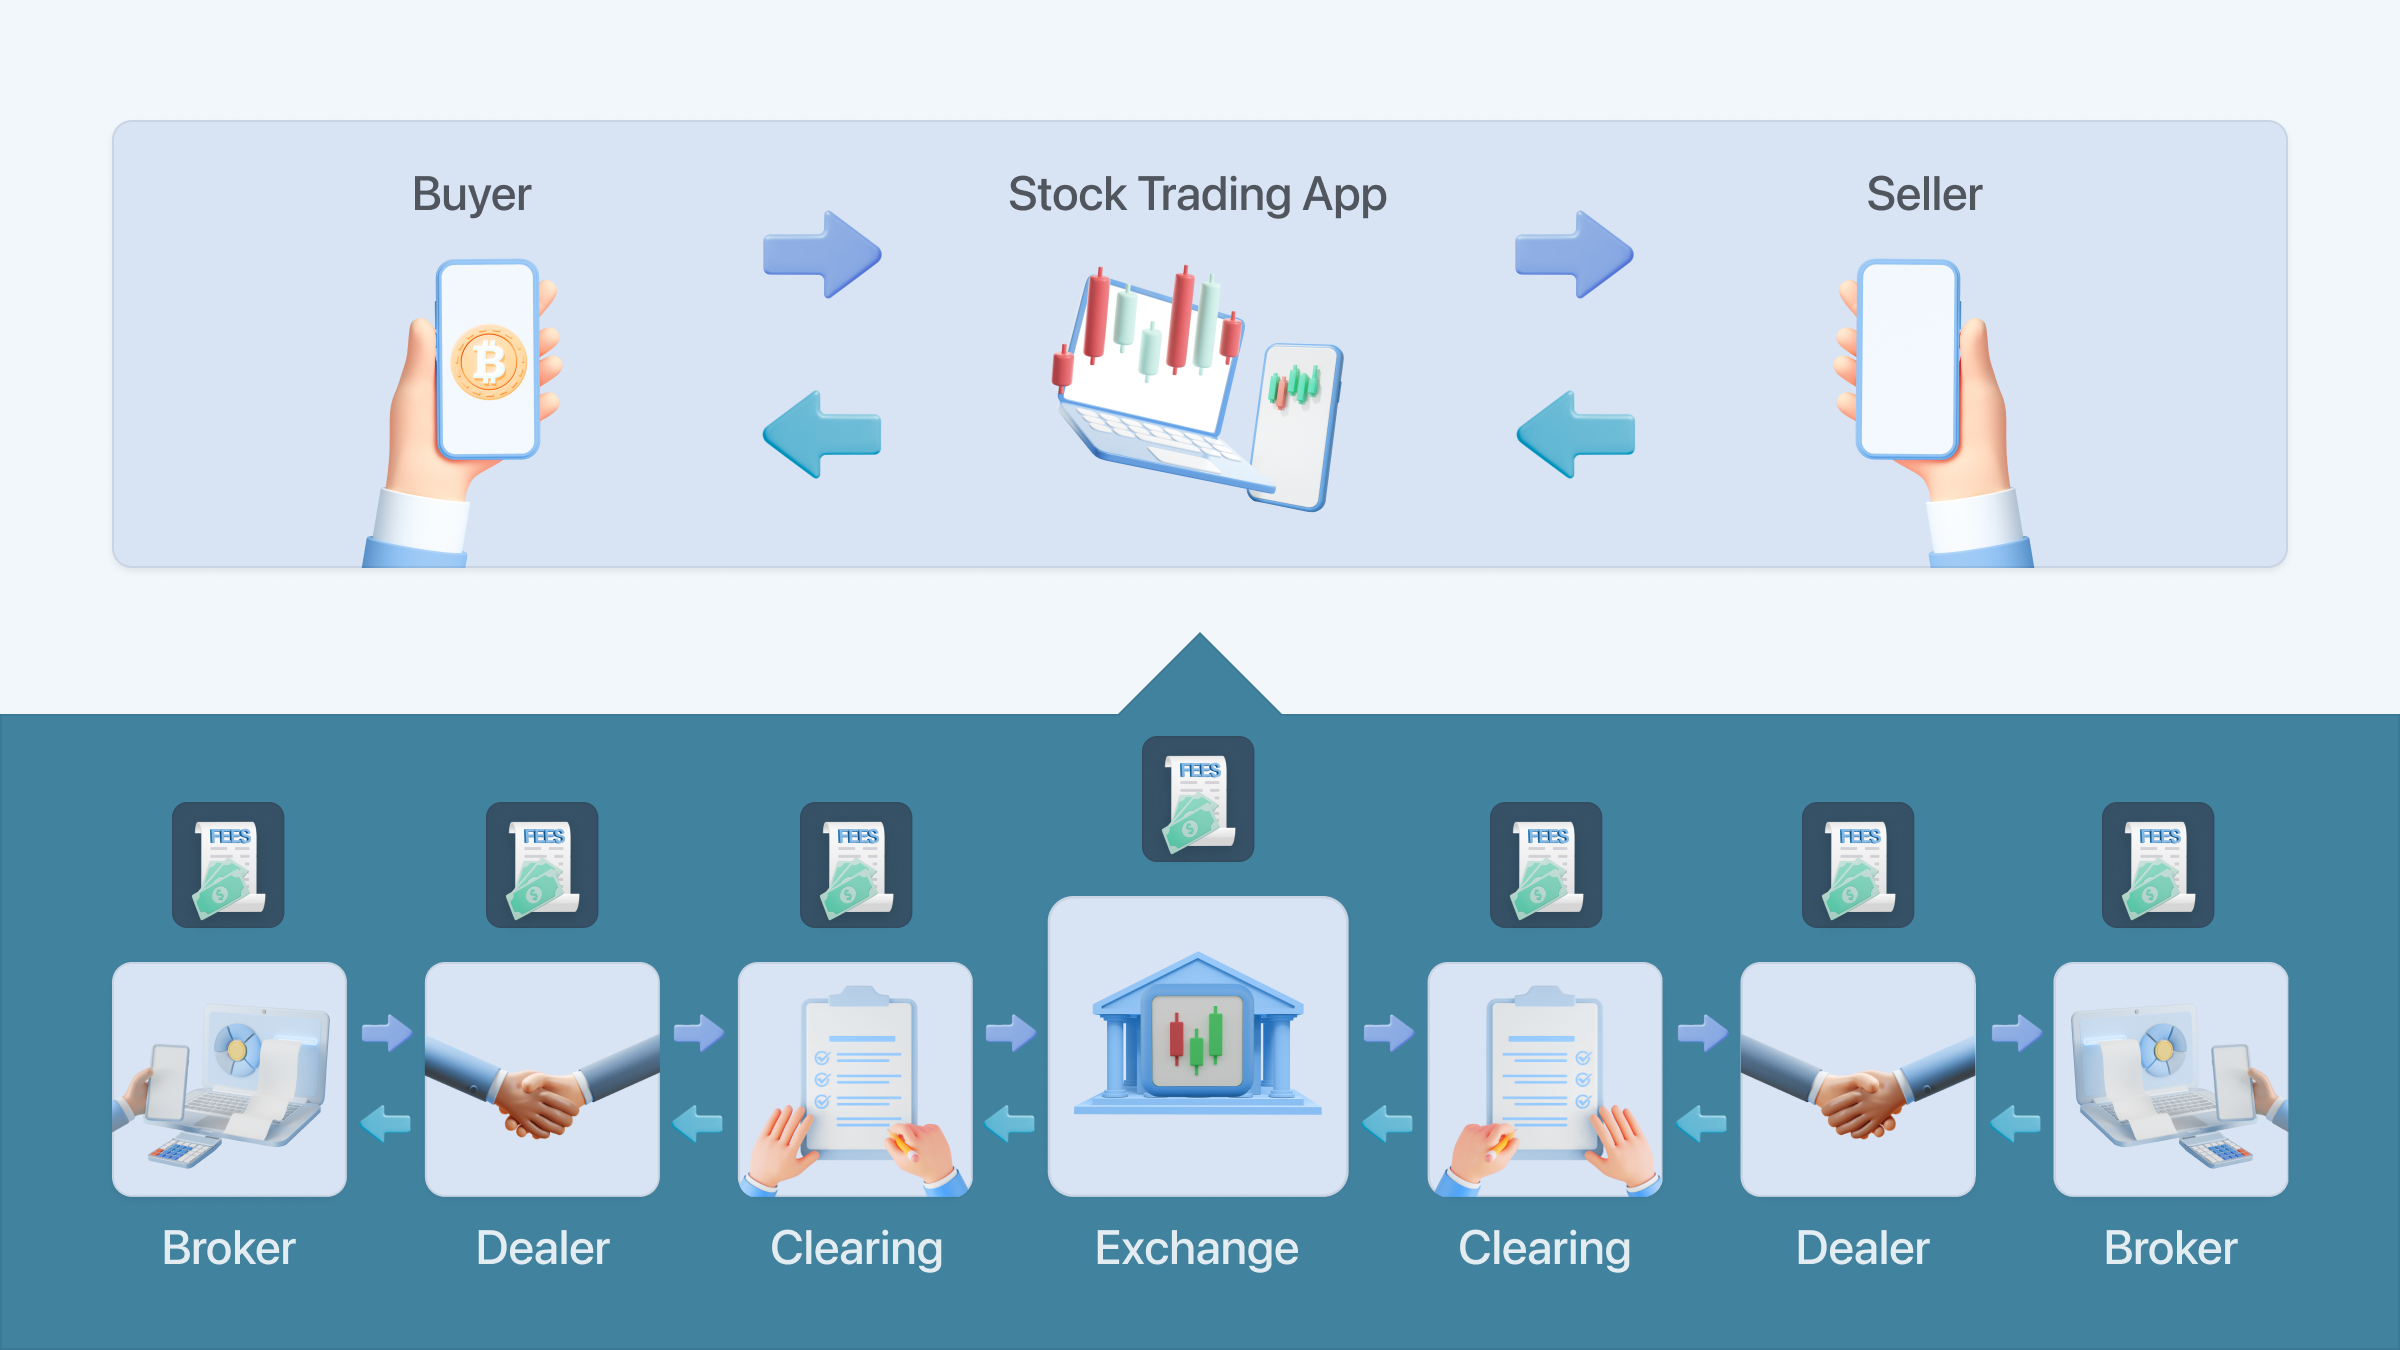 Buyer
Stock Trading App
Seller
FEES
FEES
FEES
FEES
FEES
FEES
FEES
Broker
Dealer
Clearing
Exchange
Clearing
Dealer
Broker